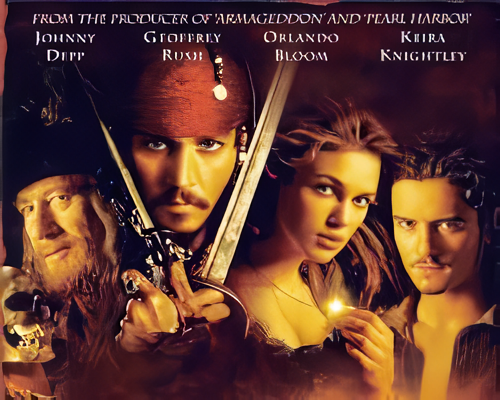 FROM THE PRODUCER OF 'ARMAGEDDON' AND 'PEARL HARBOR'
JOHNNY DEPP
GEOFFREY RUSH
ORLANDO BLOOM
KEIRA KNIGHTLEY